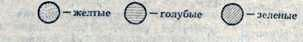 — желтые — голубые — зеленые